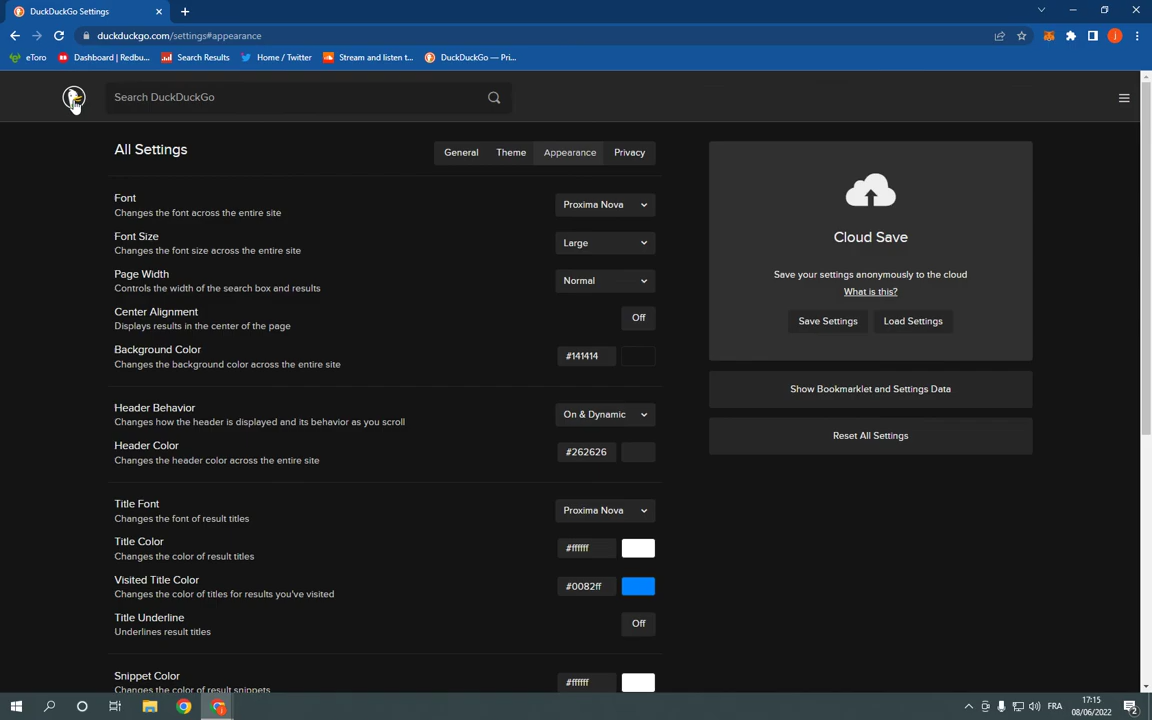 DuckDuckGo Settings
duckduckgo.com/settings#appearance
eToro
Dashboard | Redbu...
Search Results
Home / Twitter
Stream and listen t...
DuckDuckGo — Pri...
Search DuckDuckGo
All Settings
General
Theme
Appearance
Privacy
Font
Changes the font across the entire site
Proxima Nova
Font Size
Changes the font size across the entire site
Large
Page Width
Controls the width of the search box and results
Normal
Center Alignment
Displays results in the center of the page
Off
Background Color
Changes the background color across the entire site
#141414
Header Behavior
Changes how the header is displayed and its behavior as you scroll
On & Dynamic
Header Color
Changes the header color across the entire site
#262626
Title Font
Changes the font of result titles
Proxima Nova
Title Color
Changes the color of result titles
#ffffff
Visited Title Color
Changes the color of titles for results you've visited
#0082ff
Title Underline
Underlines result titles
Off
Snippet Color
Changes the color of result snippets
#ffffff
Cloud Save
Save your settings anonymously to the cloud
What is this?
Save Settings
Load Settings
Show Bookmarklet and Settings Data
Reset All Settings
FRA
17:15
08/06/2022
2